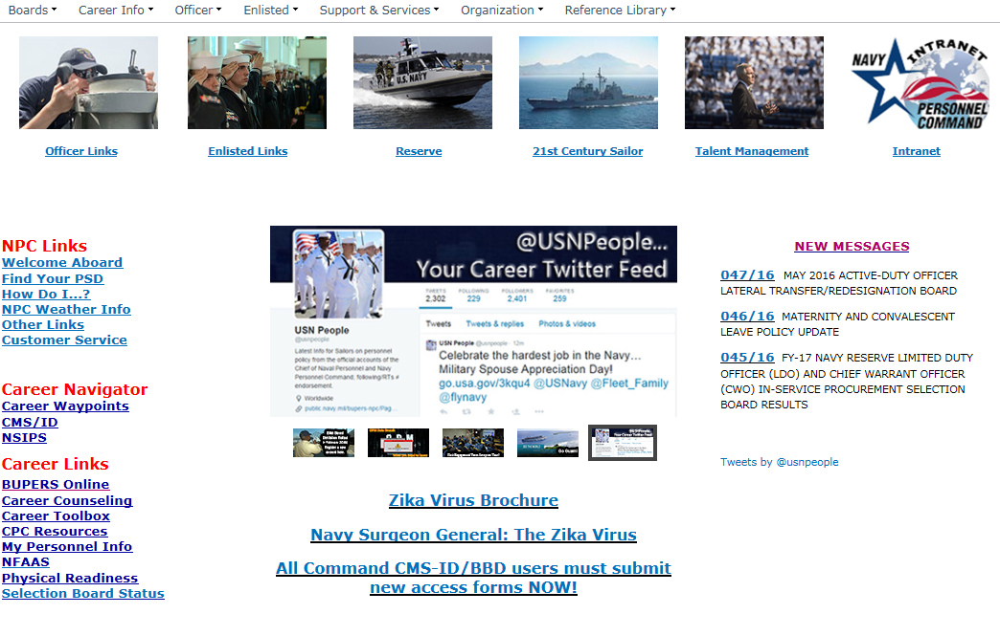 Boards Career Info Officer Enlisted Support & Services Organization Reference Library
U.S. NAVY
NAVY INTRANET
PERSONNEL
COMMAND
Officer Links Enlisted Links Reserve 21st Century Sailor Talent Management Intranet
NPC Links
Welcome Aboard
Find Your PSD
How Do I...?
NPC Weather Info
Other Links
Customer Service
Career Navigator
Career Waypoints
CMS/ID
NSIPS
Career Links
BUPERS Online
Career Counseling
Career Toolbox
CPC Resources
My Personnel Info
NFAAS
Physical Readiness
Selection Board Status
@USNPeople...
Your Career Twitter Feed
TWEETS FOLLOWING FOLLOWERS FAVORITES
2,302 229 2,401 259
USN People
@usnpeople
Latest info for Sailors on personnel
policy from the official accounts of the
Chief of Naval Personnel and Navy
Personnel Command; following/RTs ≠
endorsement.
Worldwide
public.navy.mil/bupers-npc/Pag...
Tweets Tweets & replies Photos & videos
USN People @usnpeople · 12m
Celebrate the hardest job in the Navy...
Military Spouse Appreciation Day!
go.usa.gov/3kqu4 @USNavy @Fleet_Family
@flynavy
Zika Virus Brochure
Navy Surgeon General: The Zika Virus
All Command CMS-ID/BBD users must submit
new access forms NOW!
NEW MESSAGES
047/16 MAY 2016 ACTIVE-DUTY OFFICER
LATERAL TRANSFER/REDESIGNATION BOARD
046/16 MATERNITY AND CONVALESCENT
LEAVE POLICY UPDATE
045/16 FY-17 NAVY RESERVE LIMITED DUTY
OFFICER (LDO) AND CHIEF WARRANT OFFICER
(CWO) IN-SERVICE PROCUREMENT SELECTION
BOARD RESULTS
Tweets by @usnpeople